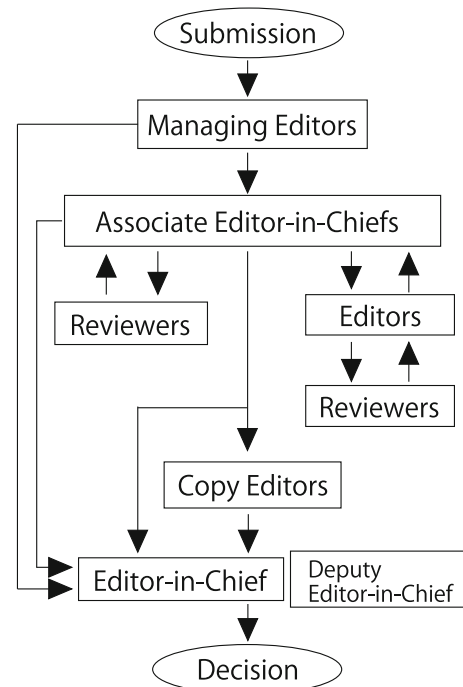 Submission
Managing Editors
Associate Editor-in-Chiefs
Reviewers
Editors
Reviewers
Copy Editors
Editor-in-Chief
Deputy
Editor-in-Chief
Decision